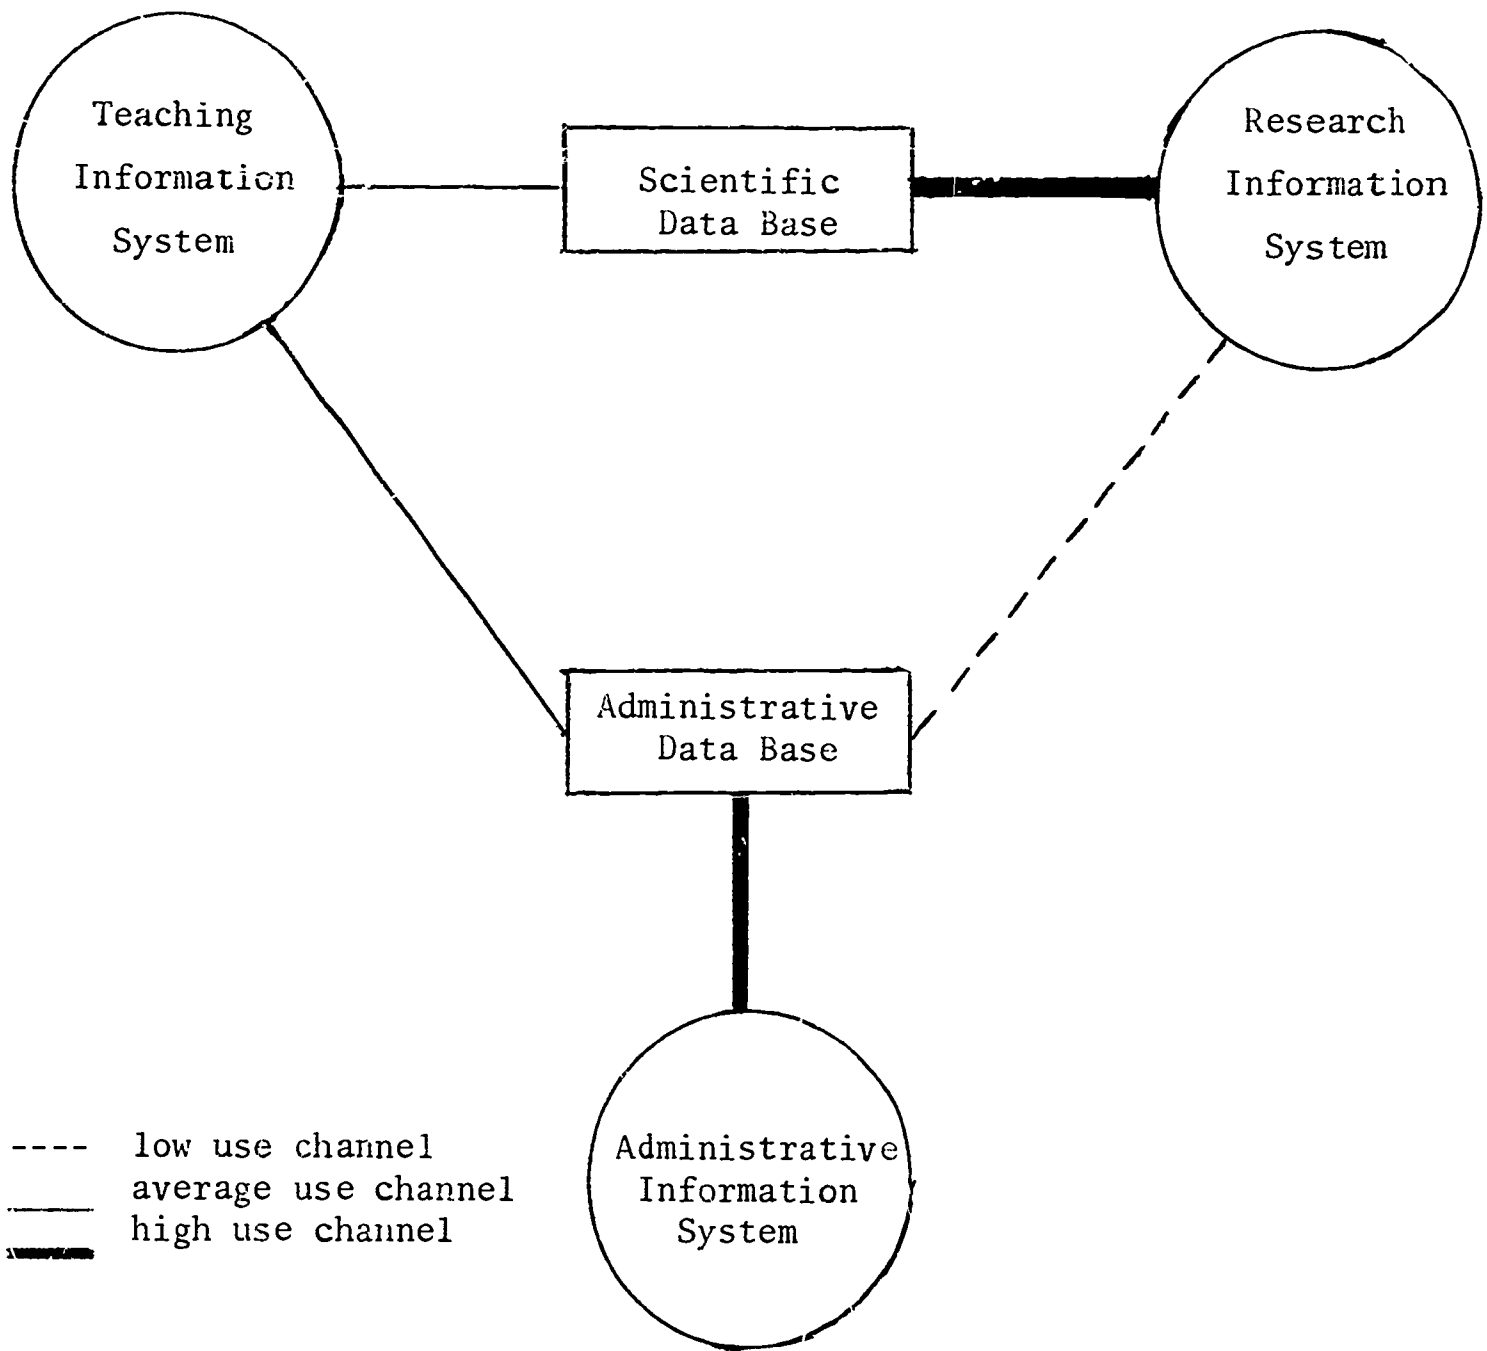 Teaching
Information
System
Scientific
Data Base
Research
Information
System
Administrative
Data Base
Administrative
Information
System
---- low use channel
average use channel
high use channel